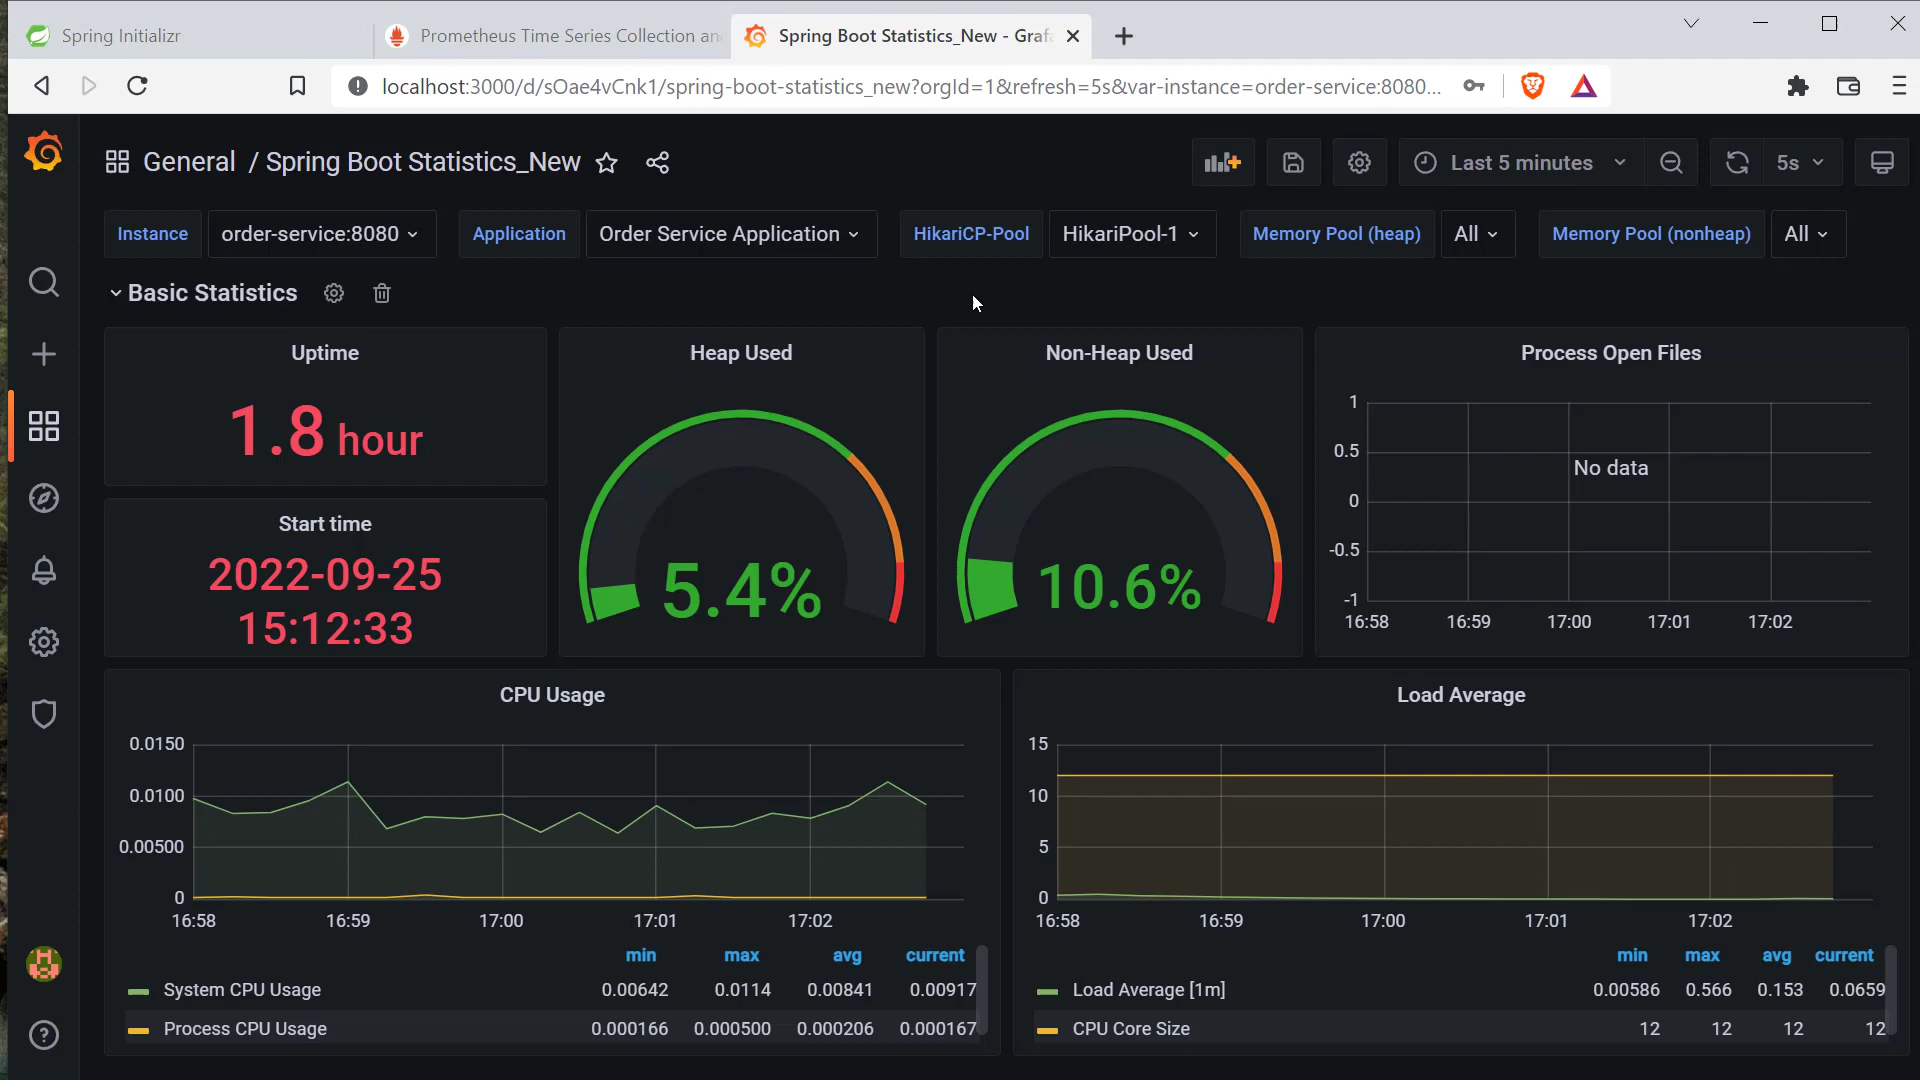 Spring Initializr
Prometheus Time Series Collection an
Spring Boot Statistics_New - Grafa
localhost:3000/d/sOae4vCnk1/spring-boot-statistics_new?orgId=1&refresh=5s&var-instance=order-service:8080...
General / Spring Boot Statistics_New
Last 5 minutes
5s
Instance
order-service:8080
Application
Order Service Application
HikariCP-Pool
HikariPool-1
Memory Pool (heap)
All
Memory Pool (nonheap)
All
Basic Statistics
Uptime
1.8 hour
Start time
2022-09-25
15:12:33
Heap Used
5.4%
Non-Heap Used
10.6%
Process Open Files
1
0.5
0
-0.5
-1
No data
16:58 16:59 17:00 17:01 17:02
CPU Usage
0.0150
0.0100
0.00500
0
16:58 16:59 17:00 17:01 17:02
min max avg current
System CPU Usage 0.00642 0.0114 0.00841 0.00917
Process CPU Usage 0.000166 0.000500 0.000206 0.000167
Load Average
15
10
5
0
16:58 16:59 17:00 17:01 17:02
min max avg current
Load Average [1m] 0.00586 0.566 0.153 0.0659
CPU Core Size 12 12 12 12